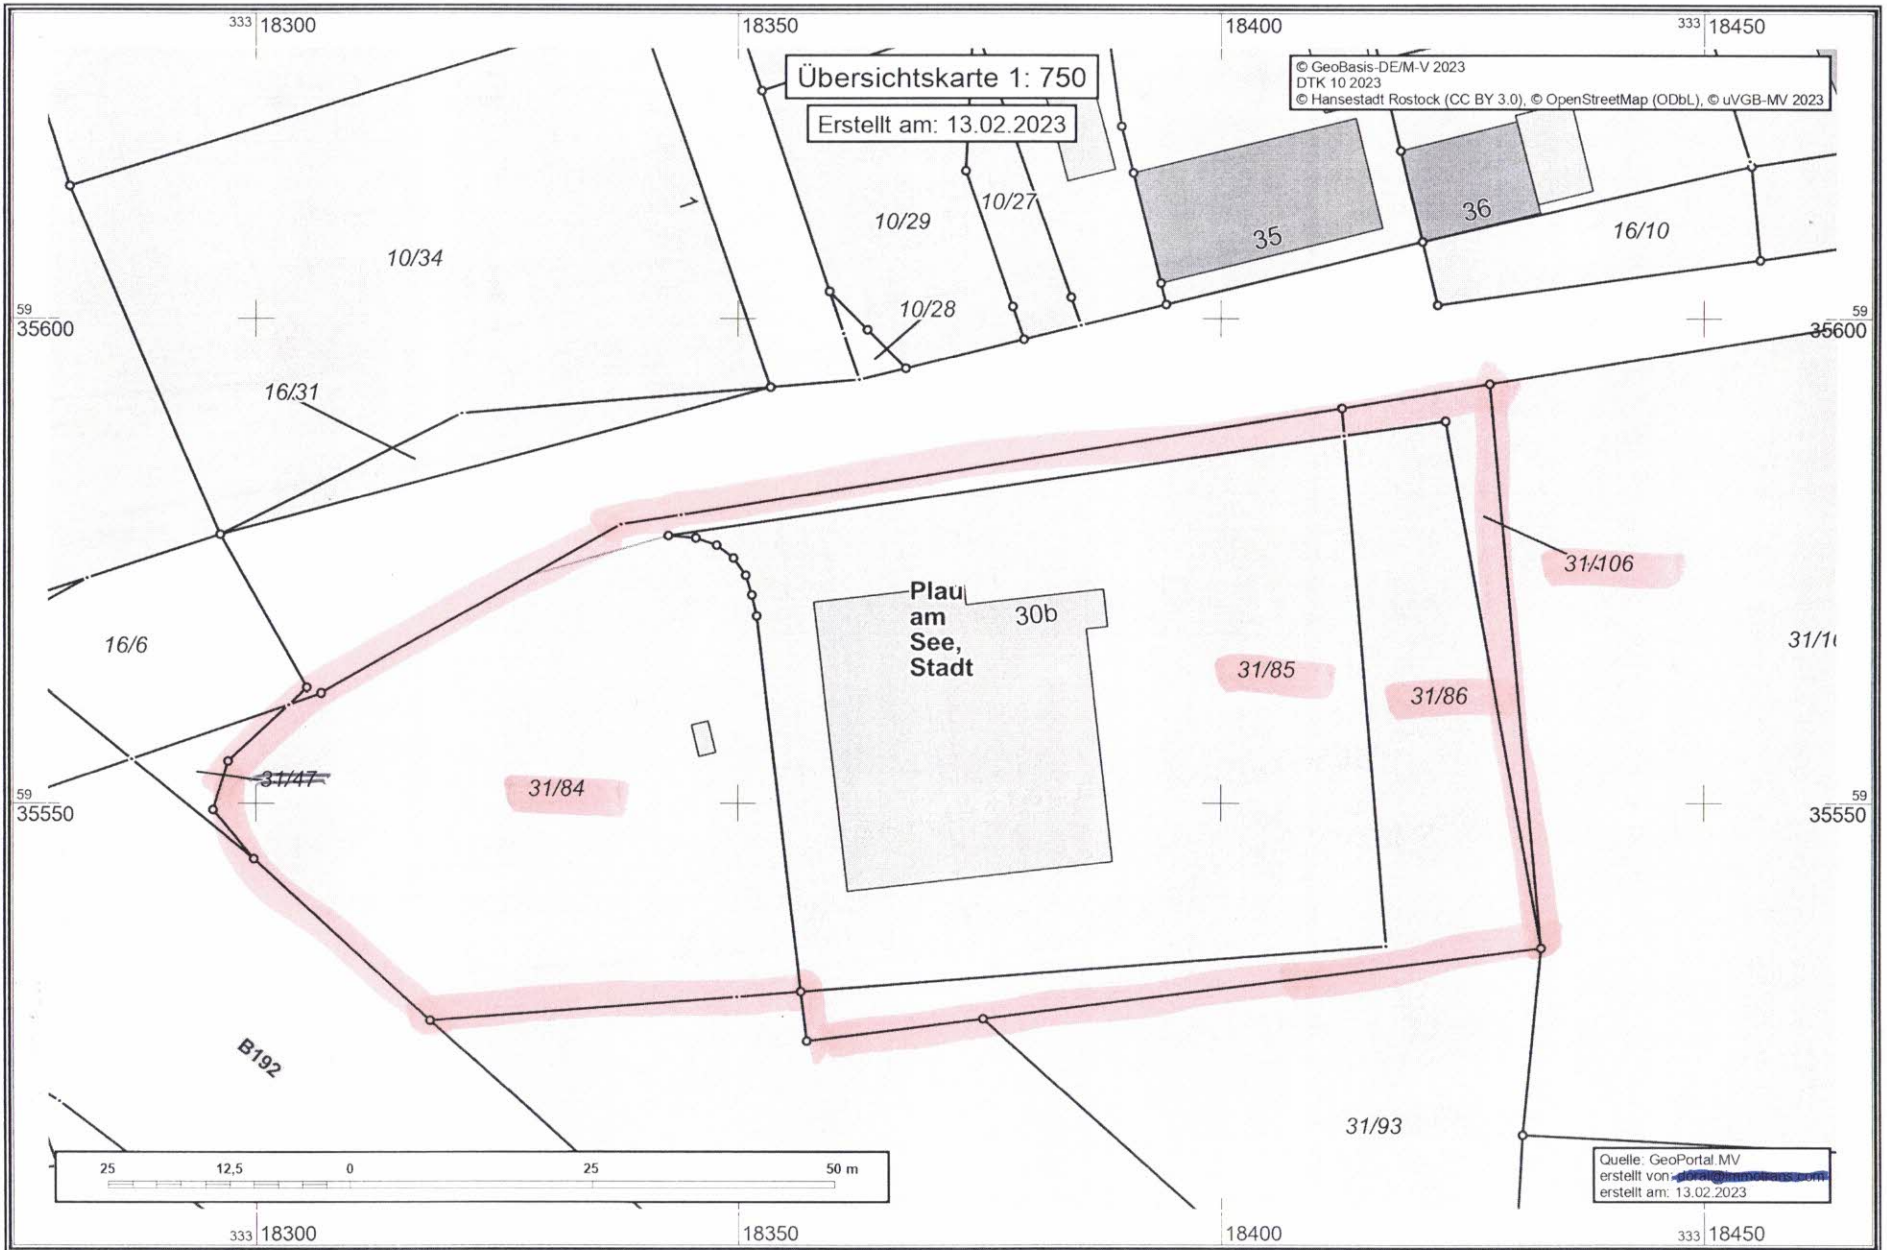 333 18300
18350
18400
333 18450
Übersichtskarte 1: 750
Erstellt am: 13.02.2023
© GeoBasis-DE/M-V 2023
DTK 10 2023
© Hansestadt Rostock (CC BY 3.0), © OpenStreetMap (ODbL), © uVGB-MV 2023
1
10/34
10/29
10/27
35
36
16/10
10/28
59
35600
59
35600
16/31
31/106
16/6
Plau
am
See,
Stadt
30b
31/10
31/85
31/86
31/47
31/84
59
35550
59
35550
B192
31/93
25 12,5 0 25 50 m
Quelle: GeoPortal.MV
erstellt von:
erstellt am: 13.02.2023
333 18300
18350
18400
333 18450